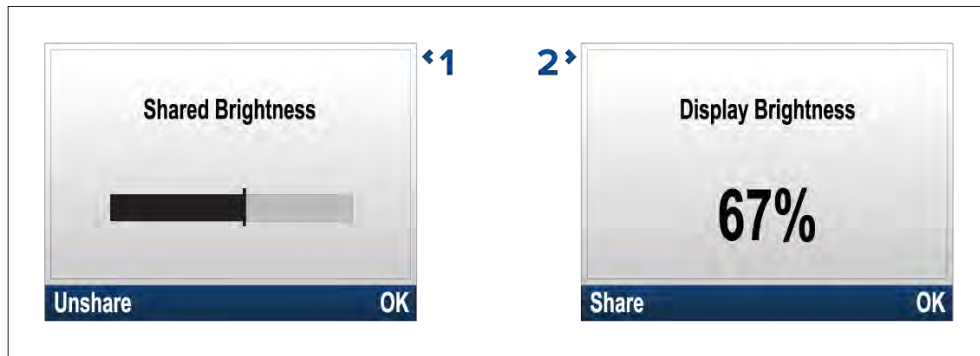 Shared Brightness
Unshare OK
1
2
Display Brightness
67%
Share OK